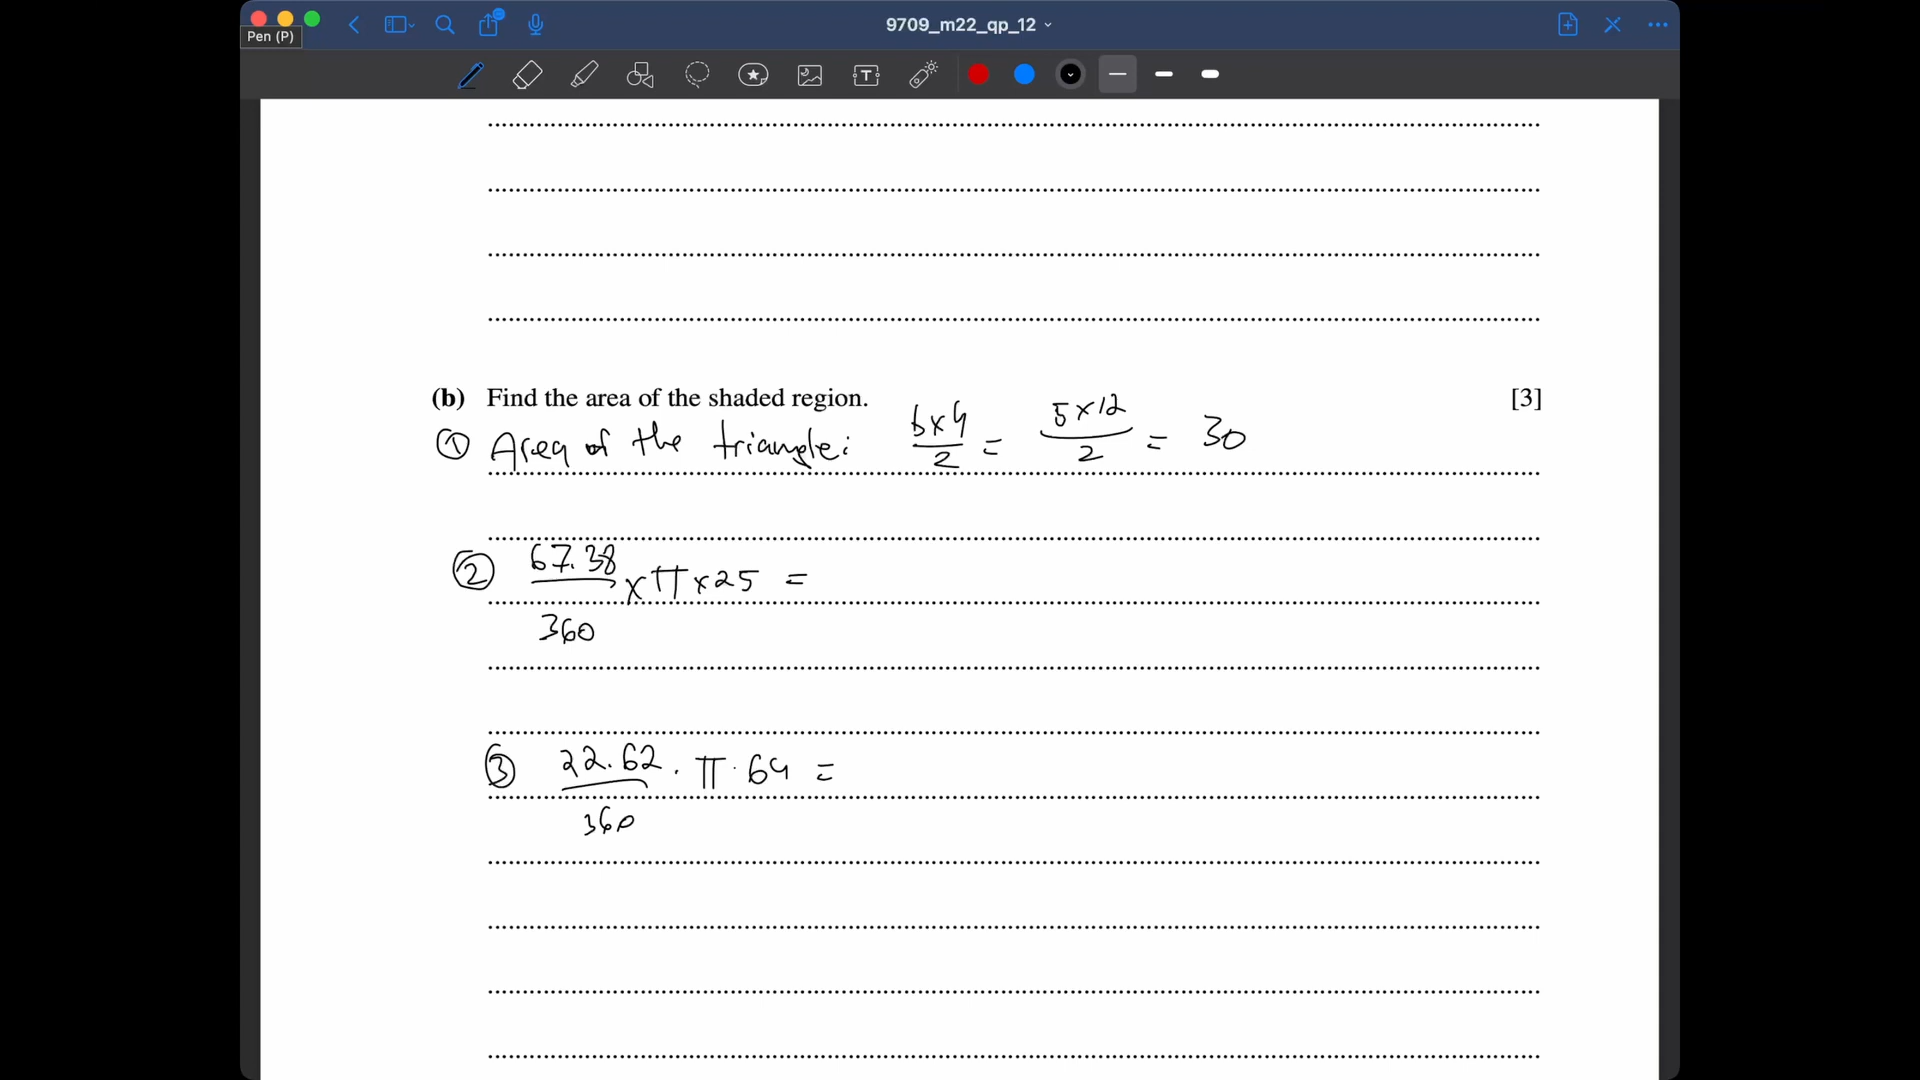 Pen (P)
9709_m22_qp_12
(b) Find the area of the shaded region. [3]
① Area of the triangle: b×h/2 = 5×12/2 = 30
② 67.38/360 × π × 25 =
③ 22.62/360 · π · 64 =